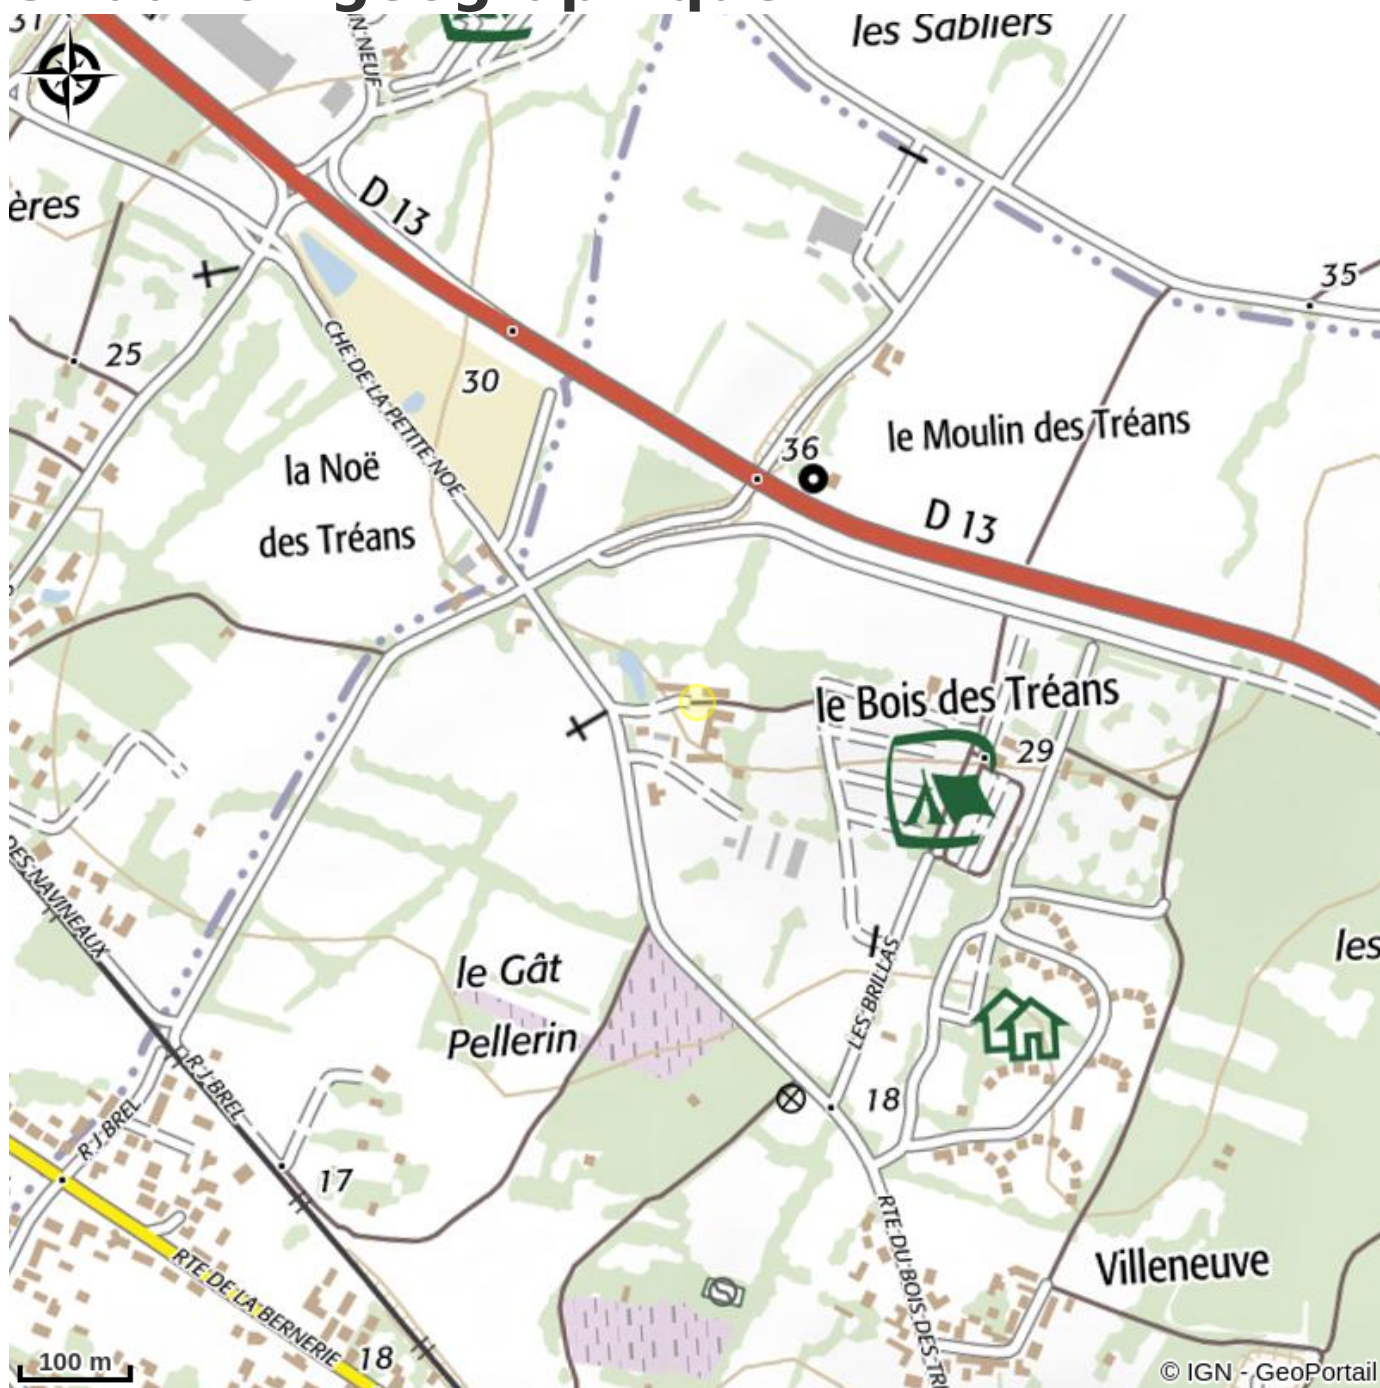 31
N NEUF
les Sabliers
ères
D 13
35
25
CHE DE LA PETITE NOE
30
36
le Moulin des Tréans
la Noë
des Tréans
D 13
le Bois des Tréans
29
DES NAVINEAUX
les
le Gât
Pellerin
LES BRILLAS
R J BREL
R J BREL
18
17
RTE DU BOIS DES TR
Villeneuve
RTE DE LA BERNERIE
18
100 m
© IGN - GeoPortail